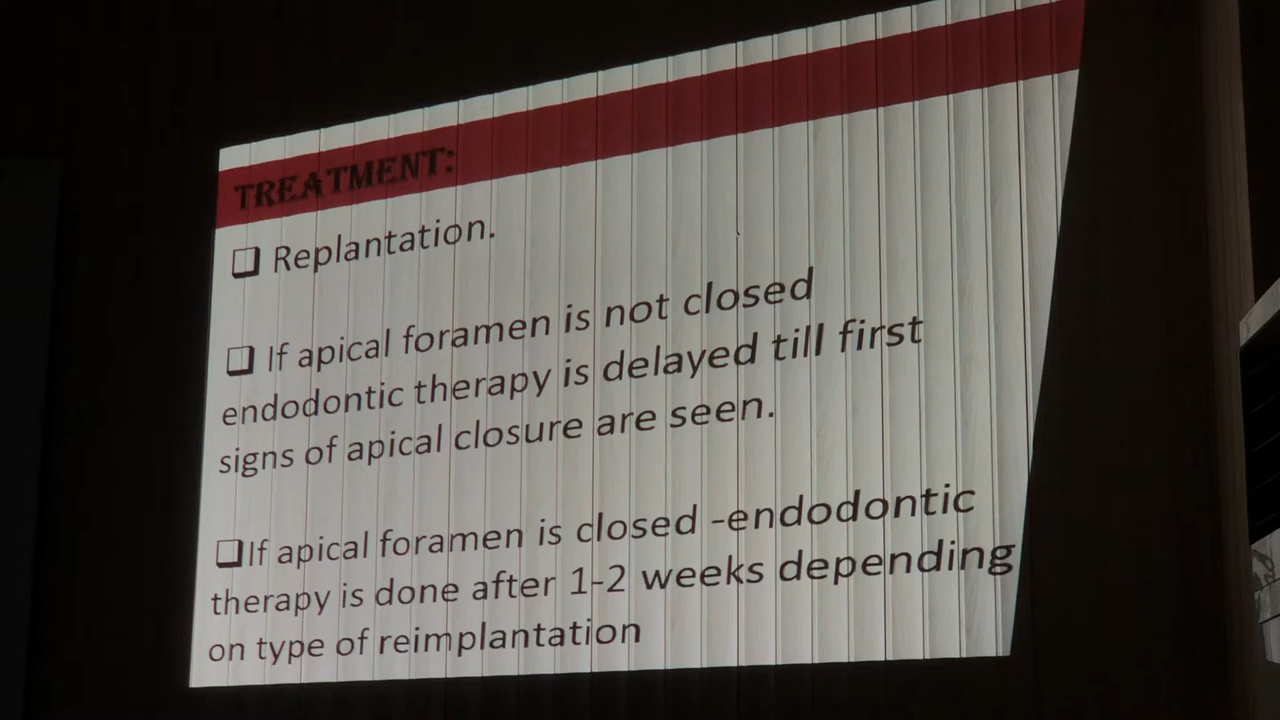 TREATMENT:
❑ Replantation.
❑ If apical foramen is not closed
endodontic therapy is delayed till first
signs of apical closure are seen.
❑If apical foramen is closed -endodontic
therapy is done after 1-2 weeks depending
on type of reimplantation